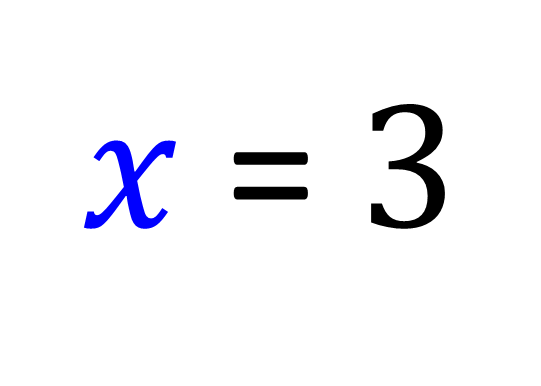 x = 3